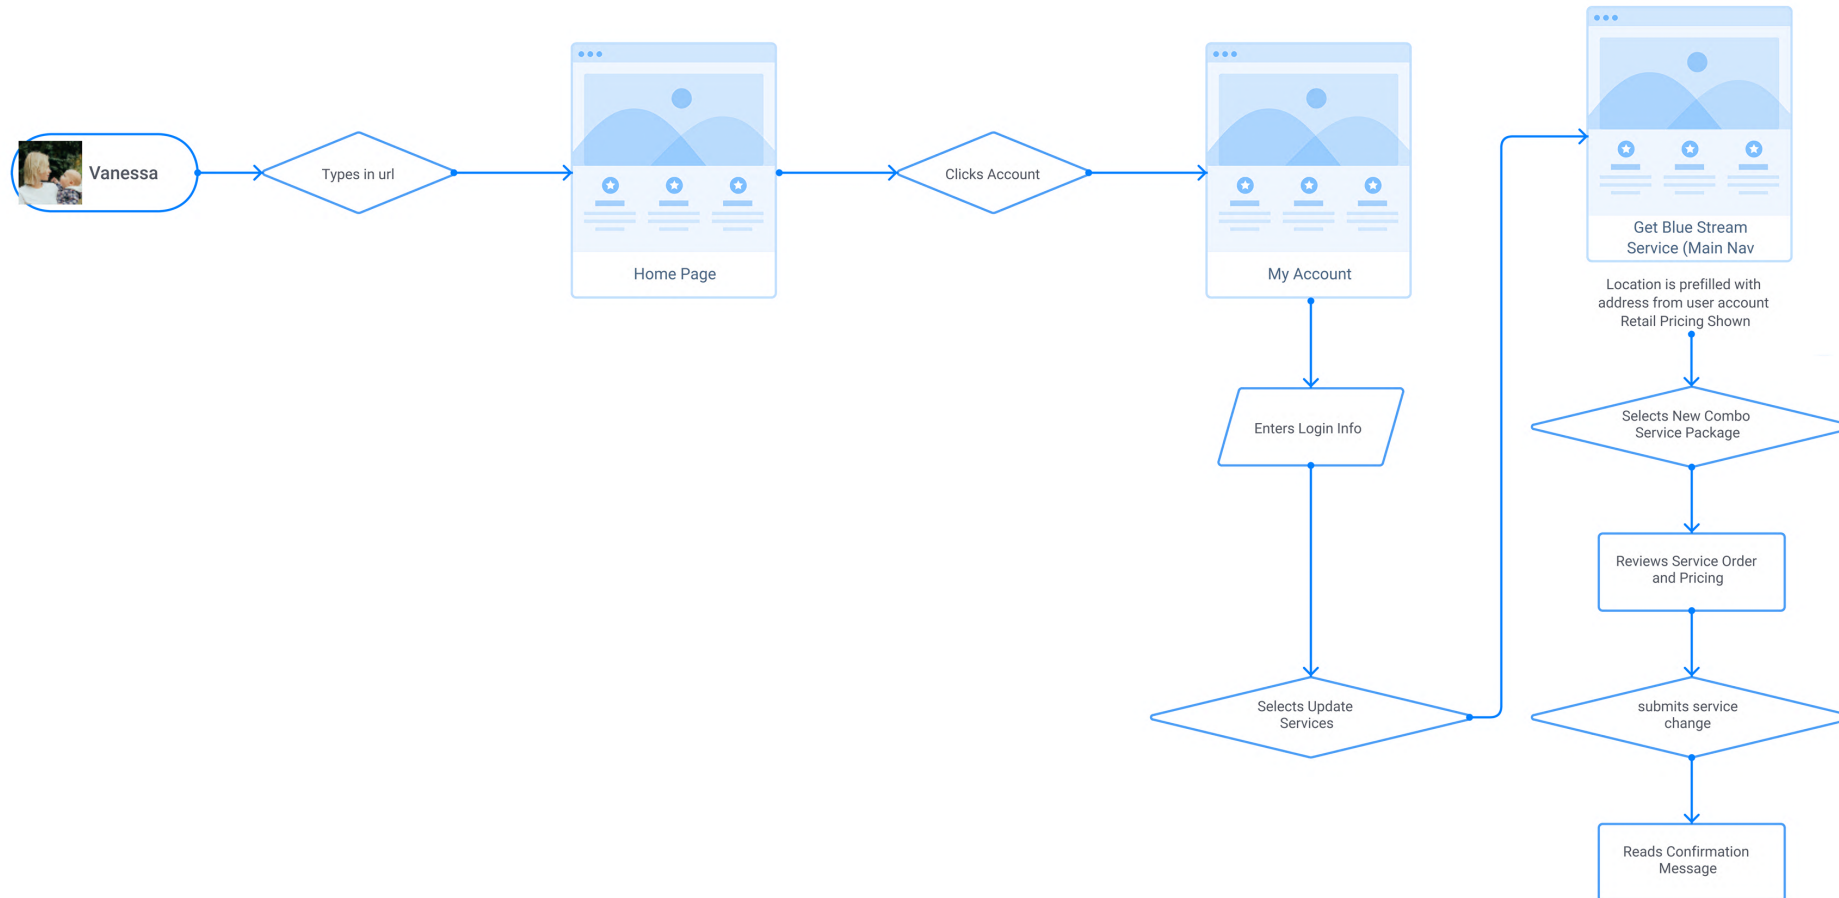 Vanessa
Types in url
Home Page
Clicks Account
My Account
Enters Login Info
Selects Update
Services
Get Blue Stream
Service (Main Nav
Location is prefilled with
address from user account
Retail Pricing Shown
Selects New Combo
Service Package
Reviews Service Order
and Pricing
submits service
change
Reads Confirmation
Message